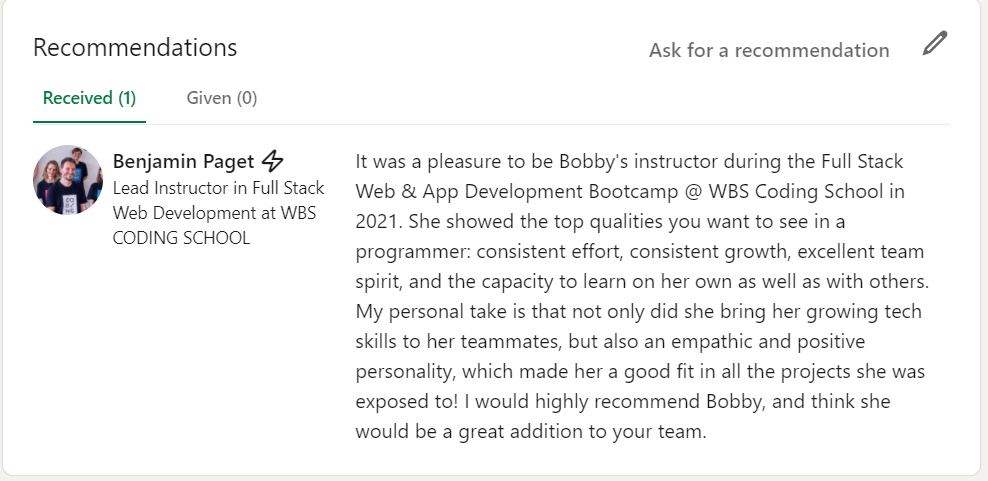 Recommendations
Ask for a recommendation
Received (1)
Given (0)
Benjamin Paget
Lead Instructor in Full Stack
Web Development at WBS
CODING SCHOOL
It was a pleasure to be Bobby's instructor during the Full Stack
Web & App Development Bootcamp @ WBS Coding School in
2021. She showed the top qualities you want to see in a
programmer: consistent effort, consistent growth, excellent team
spirit, and the capacity to learn on her own as well as with others.
My personal take is that not only did she bring her growing tech
skills to her teammates, but also an empathic and positive
personality, which made her a good fit in all the projects she was
exposed to! I would highly recommend Bobby, and think she
would be a great addition to your team.